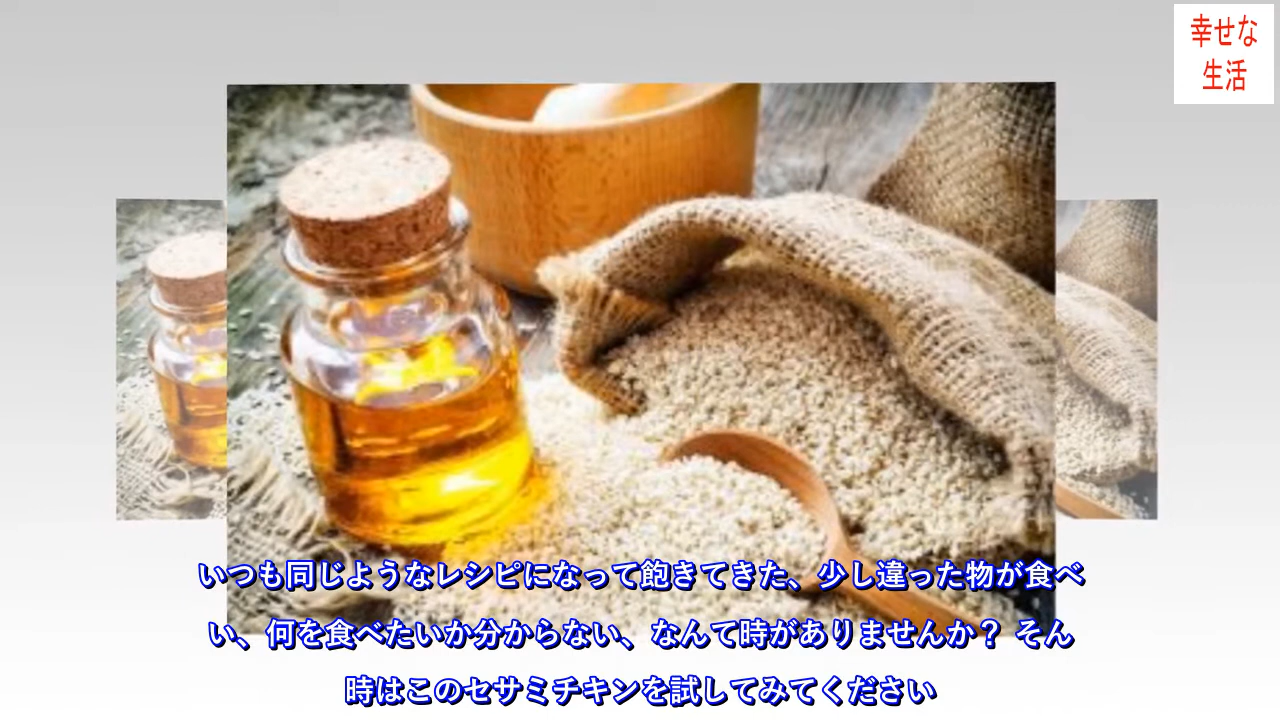 幸せな
生活
いつも同じようなレシピになって飽きてきた、少し違った物が食べ
い、何を食べたいか分からない、なんて時がありませんか？ そん
時はこのセサミチキンを試してみてください